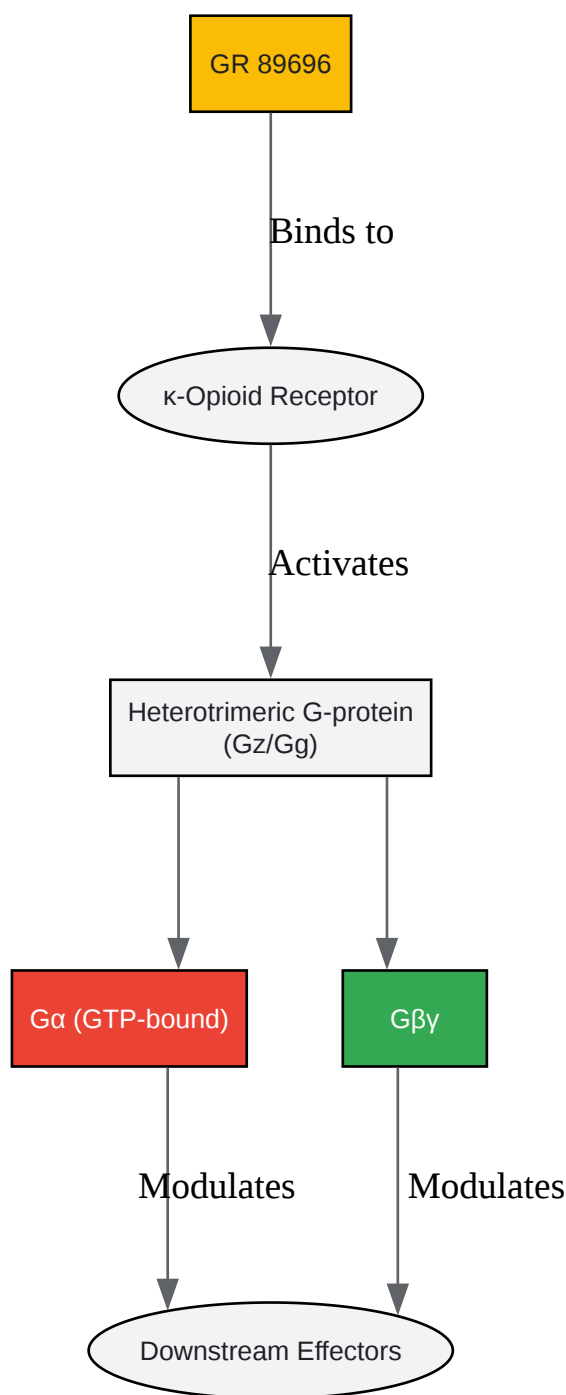 GR 89696
Binds to
κ-Opioid Receptor
Activates
Heterotrimeric G-protein
(Gz/Gg)
Gα (GTP-bound)
Gβγ
Modulates
Modulates
Downstream Effectors